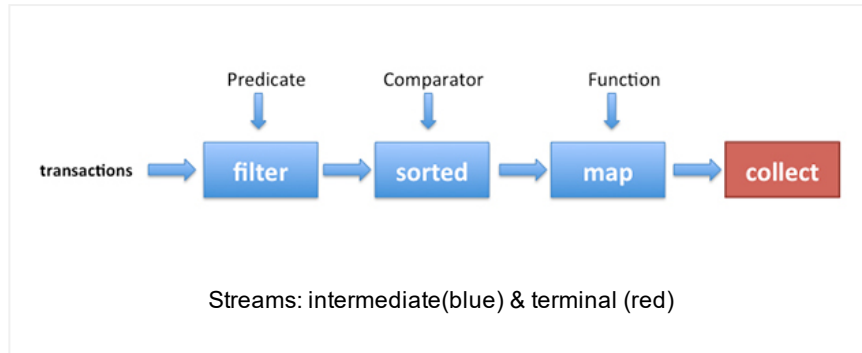 Predicate Comparator Function
transactions filter sorted map collect
Streams: intermediate(blue) & terminal (red)